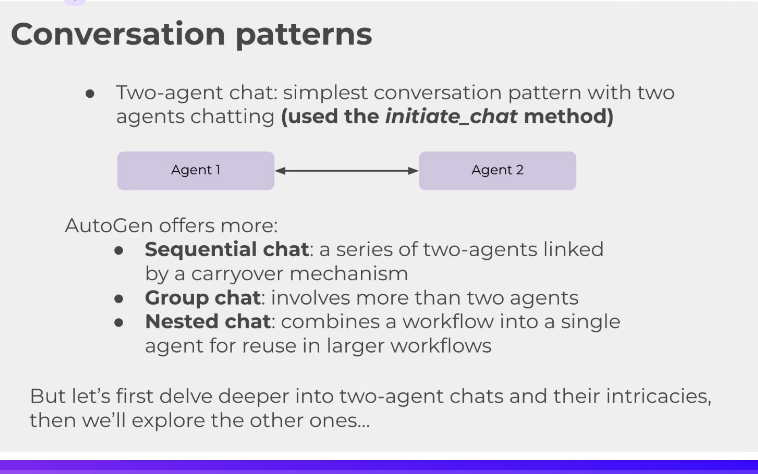 Conversation patterns
● Two-agent chat: simplest conversation pattern with two
agents chatting (used the initiate_chat method)
Agent 1
Agent 2
AutoGen offers more:
● Sequential chat: a series of two-agents linked
by a carryover mechanism
● Group chat: involves more than two agents
● Nested chat: combines a workflow into a single
agent for reuse in larger workflows
But let's first delve deeper into two-agent chats and their intricacies,
then we'll explore the other ones...